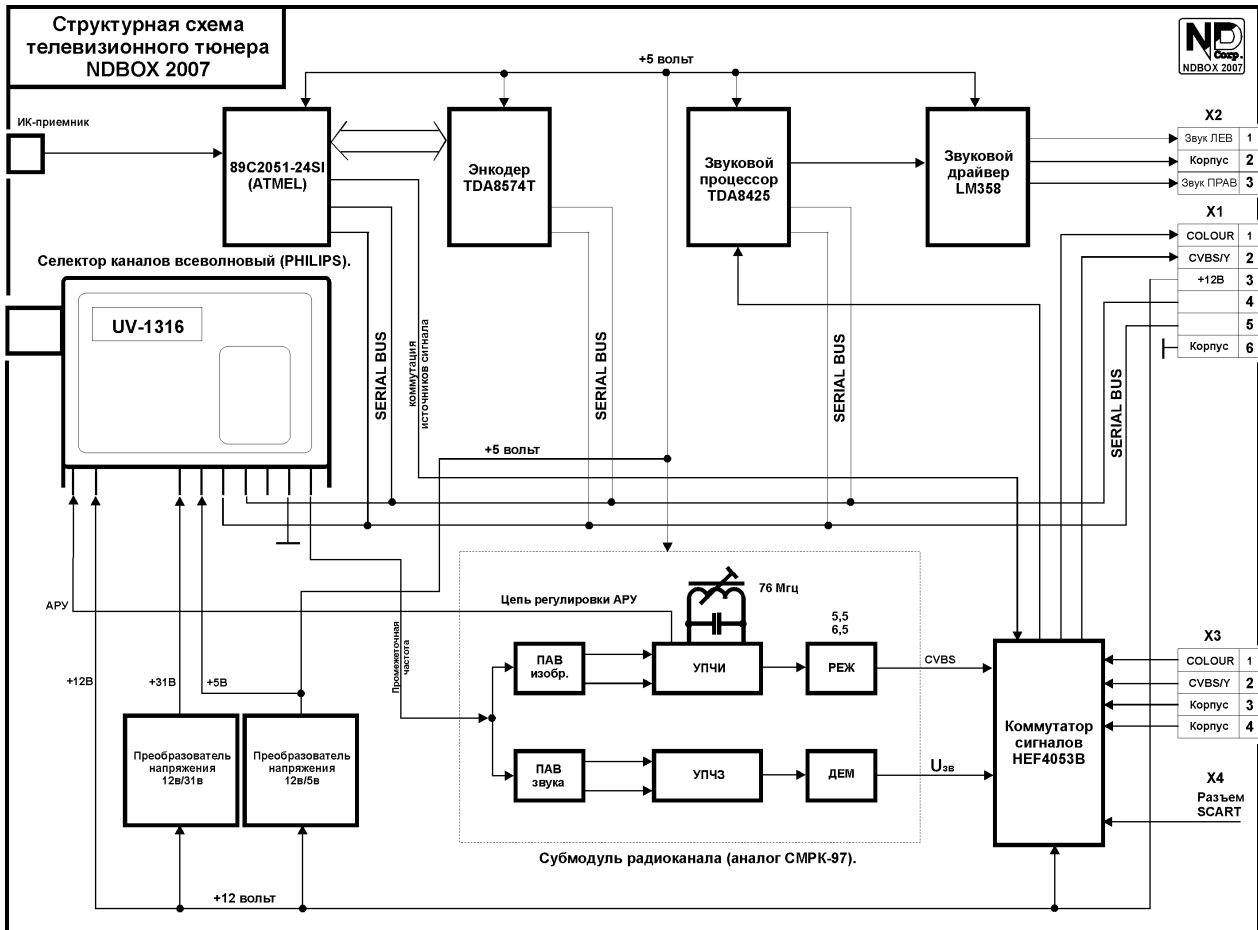 Структурная схема
телевизионного тюнера
NDBOX 2007
ND
Corp.
NDBOX 2007
+5 вольт
ИК-приемник
89C2051-24SI
(ATMEL)
Энкодер
TDA8574T
Звуковой
процессор
TDA8425
Звуковой
драйвер
LM358
X2
Звук ЛЕВ 1
Корпус 2
Звук ПРАВ 3
X1
COLOUR 1
CVBS/Y 2
+12В 3
4
5
Корпус 6
Селектор каналов всеволновый (PHILIPS).
UV-1316
SERIAL BUS
коммутация
источников сигнала
SERIAL BUS
SERIAL BUS
SERIAL BUS
+5 вольт
АРУ
Цепь регулировки АРУ
76 Мгц
5,5
6,5
Промежеточная
частота
ПАВ
изобр.
УПЧИ
РЕЖ
CVBS
ПАВ
звука
УПЧЗ
ДЕМ
Uзв
+12В
+31В
+5В
Преобразователь
напряжения
12в/31в
Преобразователь
напряжения
12в/5в
Коммутатор
сигналов
HEF4053B
X3
COLOUR 1
CVBS/Y 2
Корпус 3
Корпус 4
X4
Разъем
SCART
Субмодуль радиоканала (аналог СМРК-97).
+12 вольт